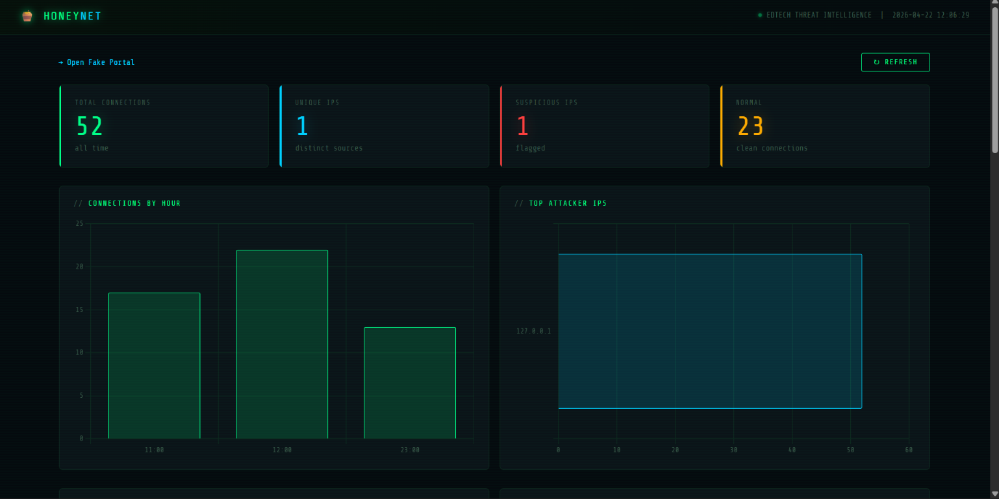 HONEYNET
EDTECH THREAT INTELLIGENCE | 2026-04-22 12:06:29
→ Open Fake Portal
↻ REFRESH
TOTAL CONNECTIONS
52
all time
UNIQUE IPS
1
distinct sources
SUSPICIOUS IPS
1
flagged
NORMAL
23
clean connections
// CONNECTIONS BY HOUR
25
20
15
10
5
0
11:00 12:00 23:00
// TOP ATTACKER IPS
127.0.0.1
0 10 20 30 40 50 60